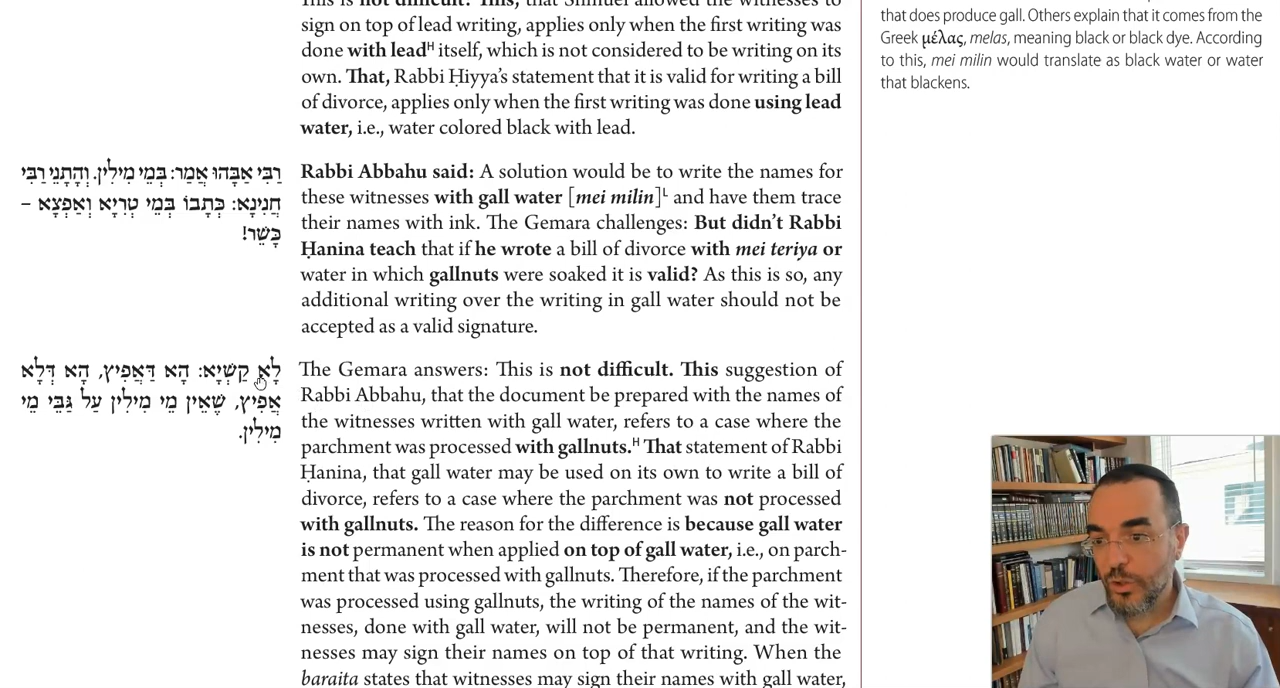 This is not difficult. This, that Shmuel allowed the witnesses to
sign on top of lead writing, applies only when the first writing was
done with leadᴴ itself, which is not considered to be writing on its
own. That, Rabbi Ḥiyya’s statement that it is valid for writing a bill
of divorce, applies only when the first writing was done using lead
water, i.e., water colored black with lead.
רַבִּי אַבָּהוּ אֲמַר: בְּמֵי מִילִין. וְהָתָנֵי רַבִּי
חֲנִינָא: כְּתָבוֹ בְּמֵי טְרִיָא וְאַפְצָא –
כָּשֵׁר!
Rabbi Abbahu said: A solution would be to write the names for
these witnesses with gall water [mei milin]ᴸ and have them trace
their names with ink. The Gemara challenges: But didn’t Rabbi
Ḥanina teach that if he wrote a bill of divorce with mei teriya or
water in which gallnuts were soaked it is valid? As this is so, any
additional writing over the writing in gall water should not be
accepted as a valid signature.
לָא קַשְׁיָא: הָא דַּאֲפִיץ, הָא דְּלָא
אֲפִיץ, שֶׁאֵין מֵי מִילִין עַל גַּבֵּי מֵי
מִילִין.
The Gemara answers: This is not difficult. This suggestion of
Rabbi Abbahu, that the document be prepared with the names of
the witnesses written with gall water, refers to a case where the
parchment was processed with gallnuts.ᴴ That statement of Rabbi
Ḥanina, that gall water may be used on its own to write a bill of
divorce, refers to a case where the parchment was not processed
with gallnuts. The reason for the difference is because gall water
is not permanent when applied on top of gall water, i.e., on parch-
ment that was processed with gallnuts. Therefore, if the parchment
was processed using gallnuts, the writing of the names of the wit-
nesses, done with gall water, will not be permanent, and the wit-
nesses may sign their names on top of that writing. When the
baraita states that witnesses may sign their names with gall water,
that does produce gall. Others explain that it comes from the
Greek μέλας, melas, meaning black or black dye. According
to this, mei milin would translate as black water or water
that blackens.